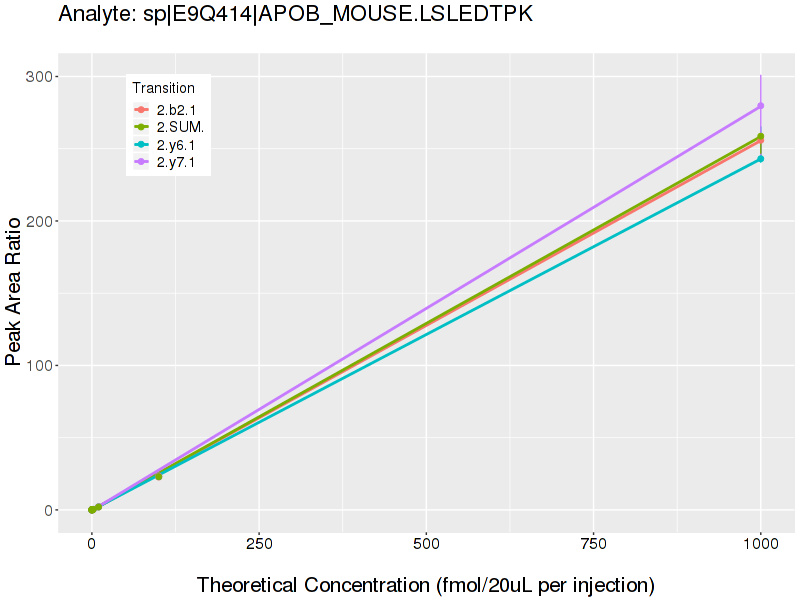 Analyte: sp|E9Q414|APOB_MOUSE.LSLEDTPK
Transition
2.b2.1
2.SUM.
2.y6.1
2.y7.1
Peak Area Ratio
300
200
100
0
0 250 500 750 1000
Theoretical Concentration (fmol/20uL per injection)